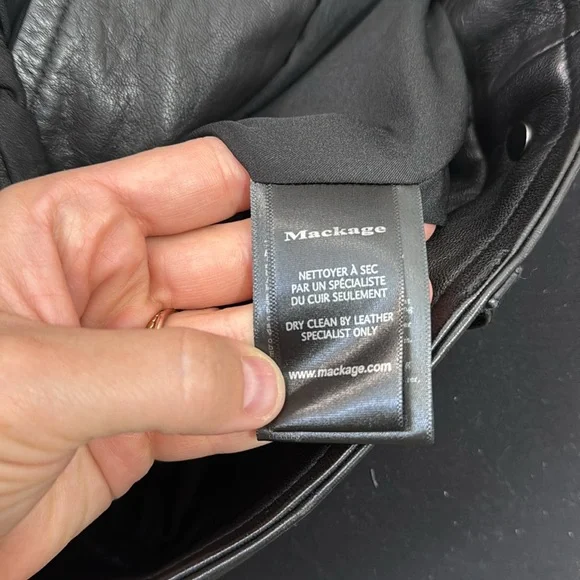 Mackage
NETTOYER À SEC
PAR UN SPÉCIALISTE
DU CUIR SEULEMENT
DRY CLEAN BY LEATHER
SPECIALIST ONLY
www.mackage.com